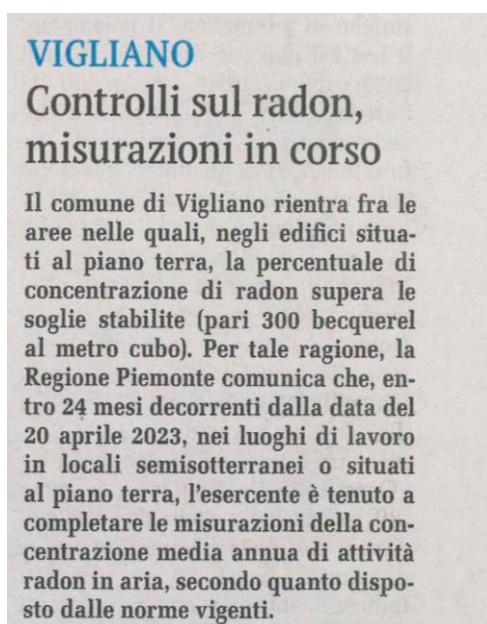 VIGLIANO
Controlli sul radon,
misurazioni in corso
Il comune di Vigliano rientra fra le
aree nelle quali, negli edifici situa-
ti al piano terra, la percentuale di
concentrazione di radon supera le
soglie stabilite (pari 300 becquerel
al metro cubo). Per tale ragione, la
Regione Piemonte comunica che, en-
tro 24 mesi decorrenti dalla data del
20 aprile 2023, nei luoghi di lavoro
in locali semisotterranei o situati
al piano terra, l'esercente è tenuto a
completare le misurazioni della con-
centrazione media annua di attività
radon in aria, secondo quanto dispo-
sto dalle norme vigenti.